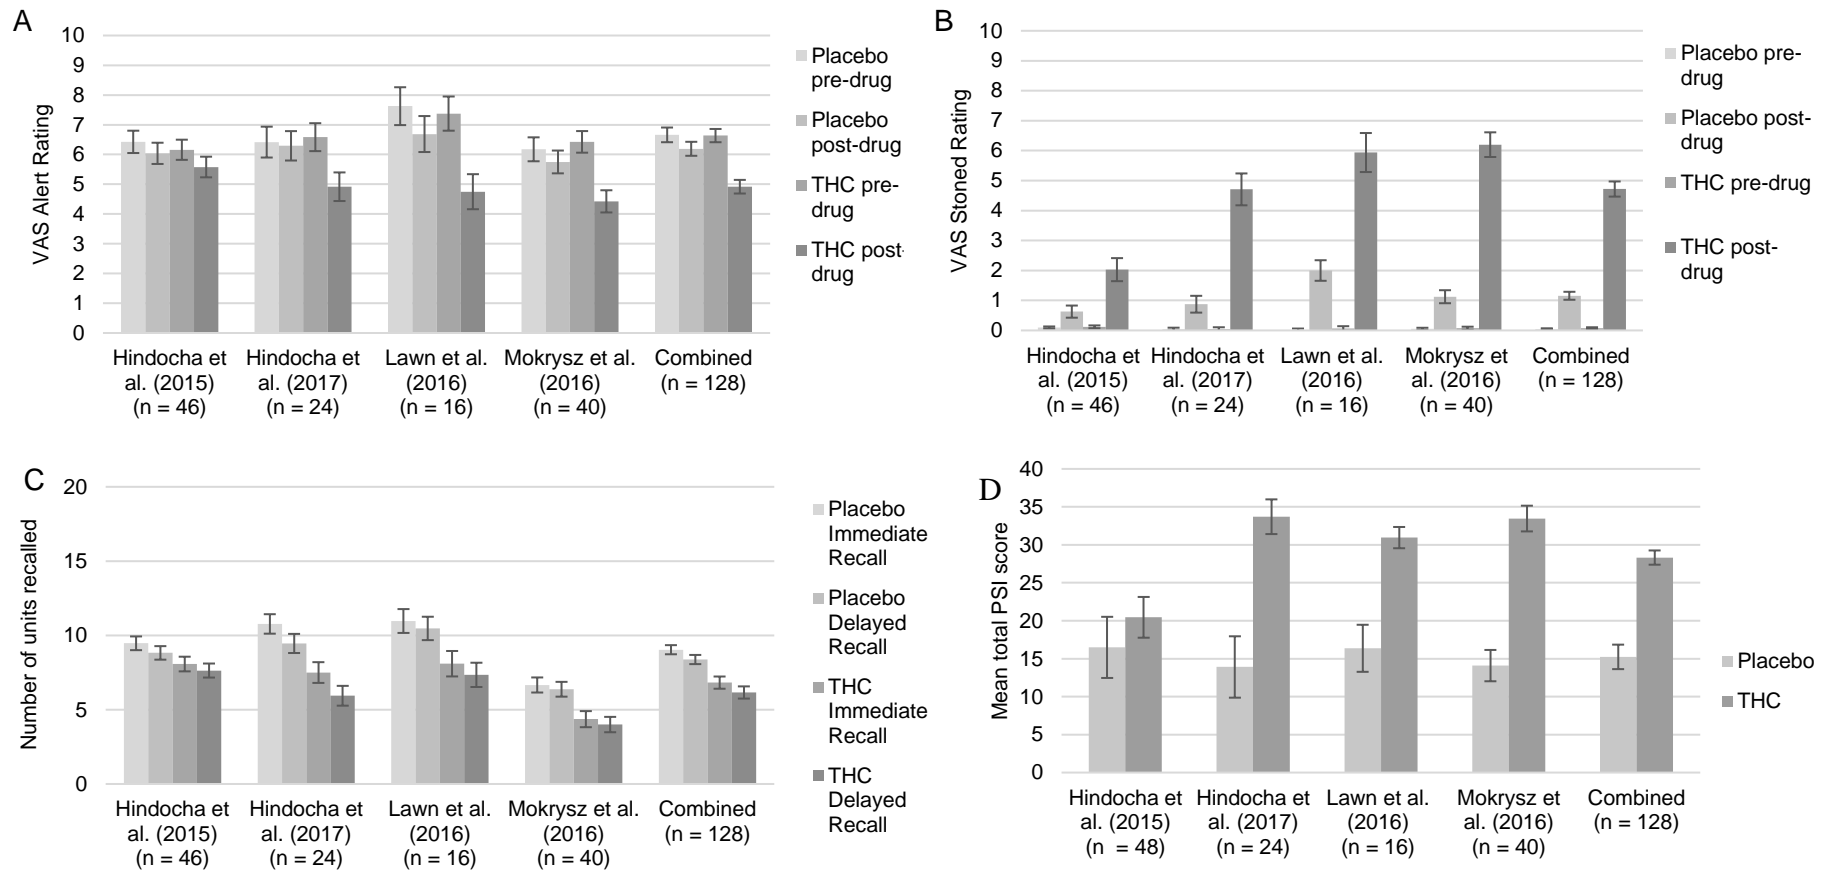 A
VAS Alert Rating
10
9
8
7
6
5
4
3
2
1
0
Hindocha et
al. (2015)
(n = 46)
Hindocha et
al. (2017)
(n = 24)
Lawn et al.
(2016)
(n = 16)
Mokrysz et al.
(2016)
(n = 40)
Combined
(n = 128)
Placebo
pre-drug
Placebo
post-drug
THC pre-
drug
THC post-
drug
B
VAS Stoned Rating
10
9
8
7
6
5
4
3
2
1
0
Hindocha et
al. (2015)
(n = 46)
Hindocha et
al. (2017)
(n = 24)
Lawn et al.
(2016)
(n = 16)
Mokrysz et
al. (2016)
(n = 40)
Combined
(n = 128)
Placebo pre-
drug
Placebo post-
drug
THC pre-drug
THC post-
drug
C
Number of units recalled
20
15
10
5
0
Hindocha et
al. (2015)
(n = 46)
Hindocha et
al. (2017)
(n = 24)
Lawn et al.
(2016)
(n = 16)
Mokrysz et al.
(2016)
(n = 40)
Combined
(n = 128)
Placebo
Immediate
Recall
Placebo
Delayed
Recall
THC
Immediate
Recall
THC
Delayed
Recall
D
Mean total PSI score
40
35
30
25
20
15
10
5
0
Hindocha et
al. (2015)
(n = 48)
Hindocha et
al. (2017)
(n = 24)
Lawn et al.
(2016)
(n = 16)
Mokrysz et
al. (2016)
(n = 40)
Combined
(n = 128)
Placebo
THC